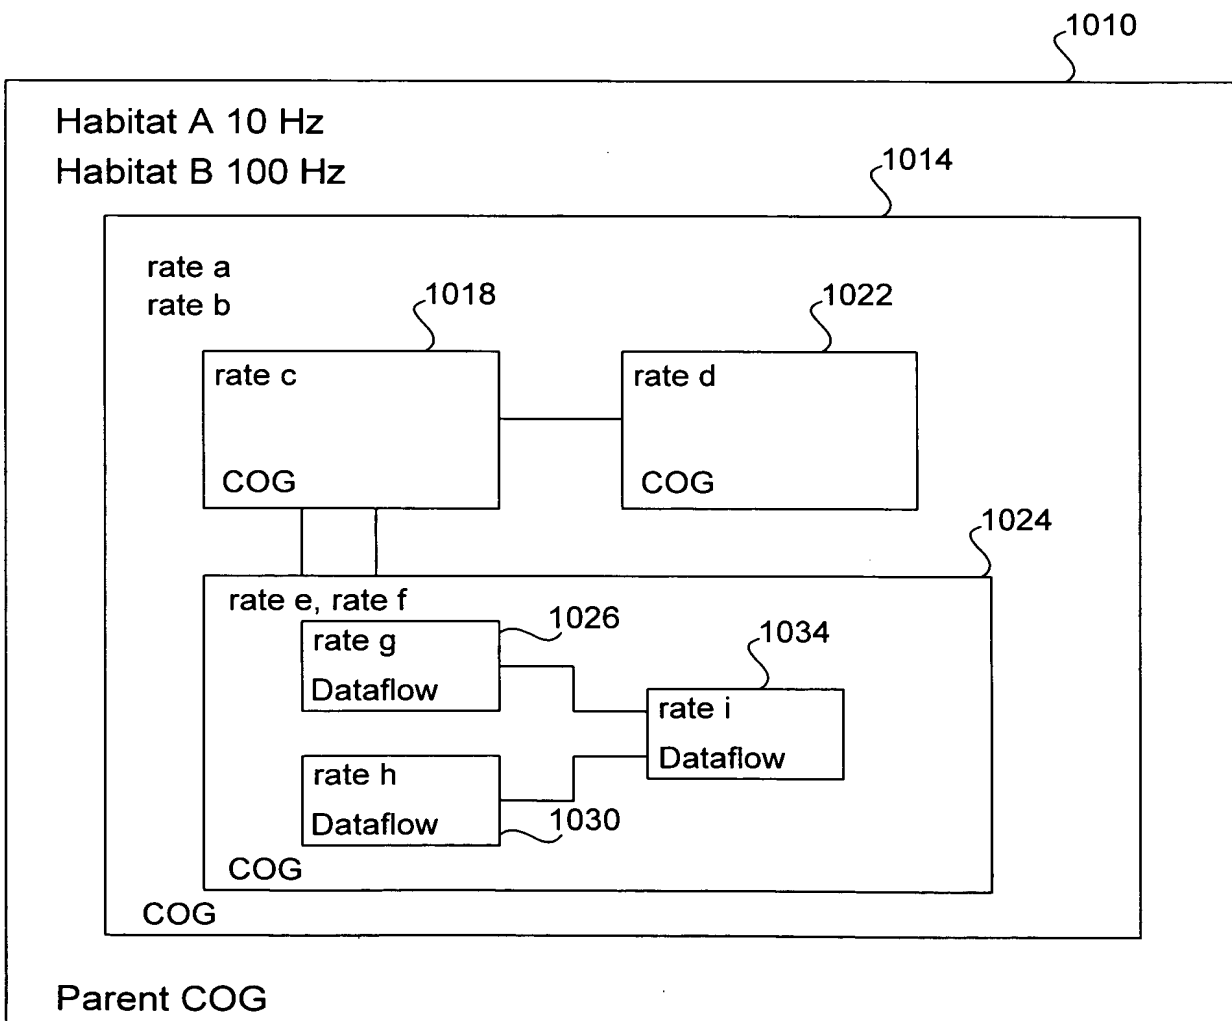 1010
Habitat A 10 Hz
Habitat B 100 Hz
1014
rate a
rate b
1018
1022
rate c
rate d
COG
COG
1024
rate e, rate f
1026
1034
rate g
Dataflow
rate i
Dataflow
rate h
Dataflow
1030
COG
COG
Parent COG